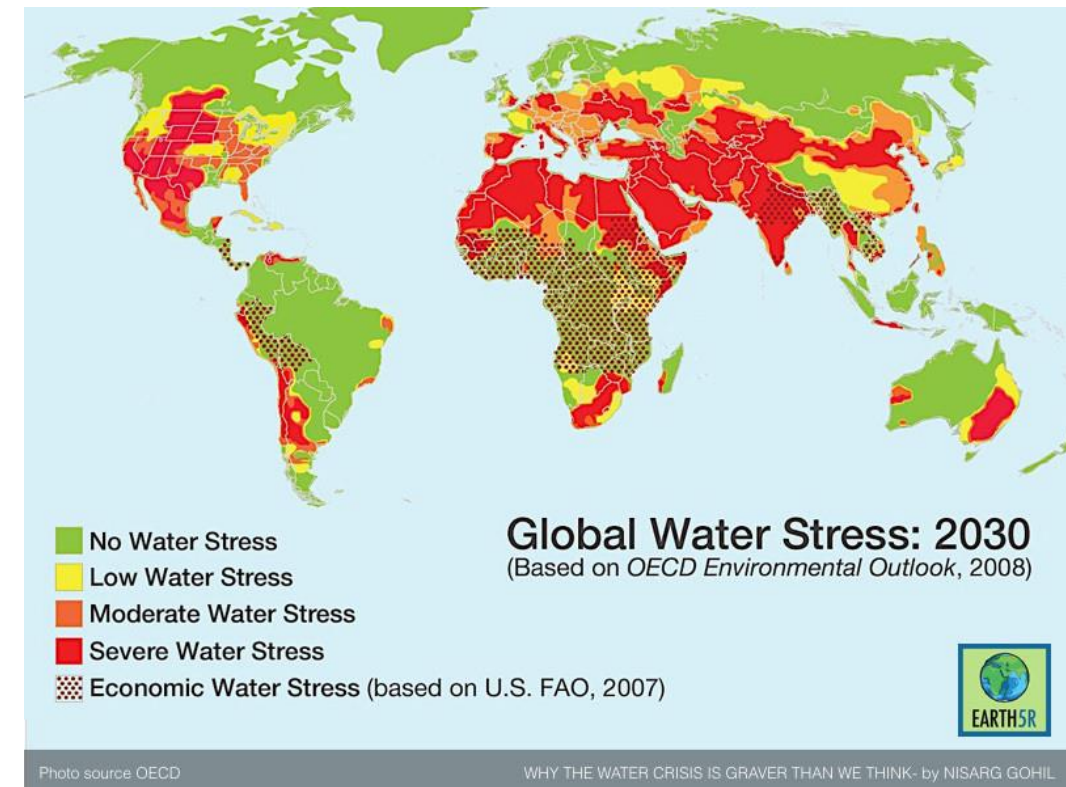 No Water Stress
Low Water Stress
Moderate Water Stress
Severe Water Stress
Economic Water Stress (based on U.S. FAO, 2007)
Global Water Stress: 2030
(Based on OECD Environmental Outlook, 2008)
EARTH5R
Photo source OECD
WHY THE WATER CRISIS IS GRAVER THAN WE THINK- by NISARG GOHIL